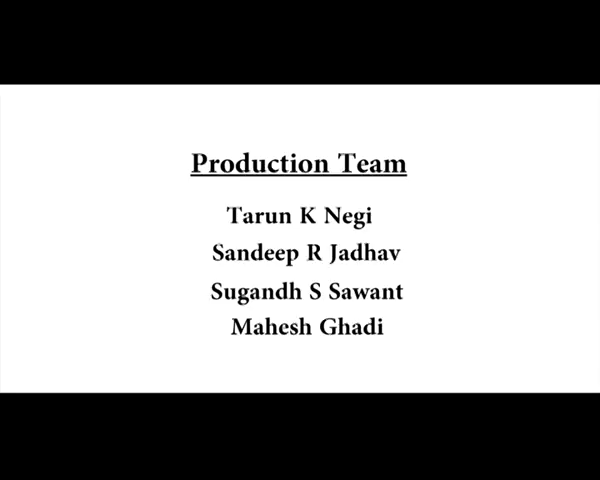 Production Team
Tarun K Negi
Sandeep R Jadhav
Sugandh S Sawant
Mahesh Ghadi